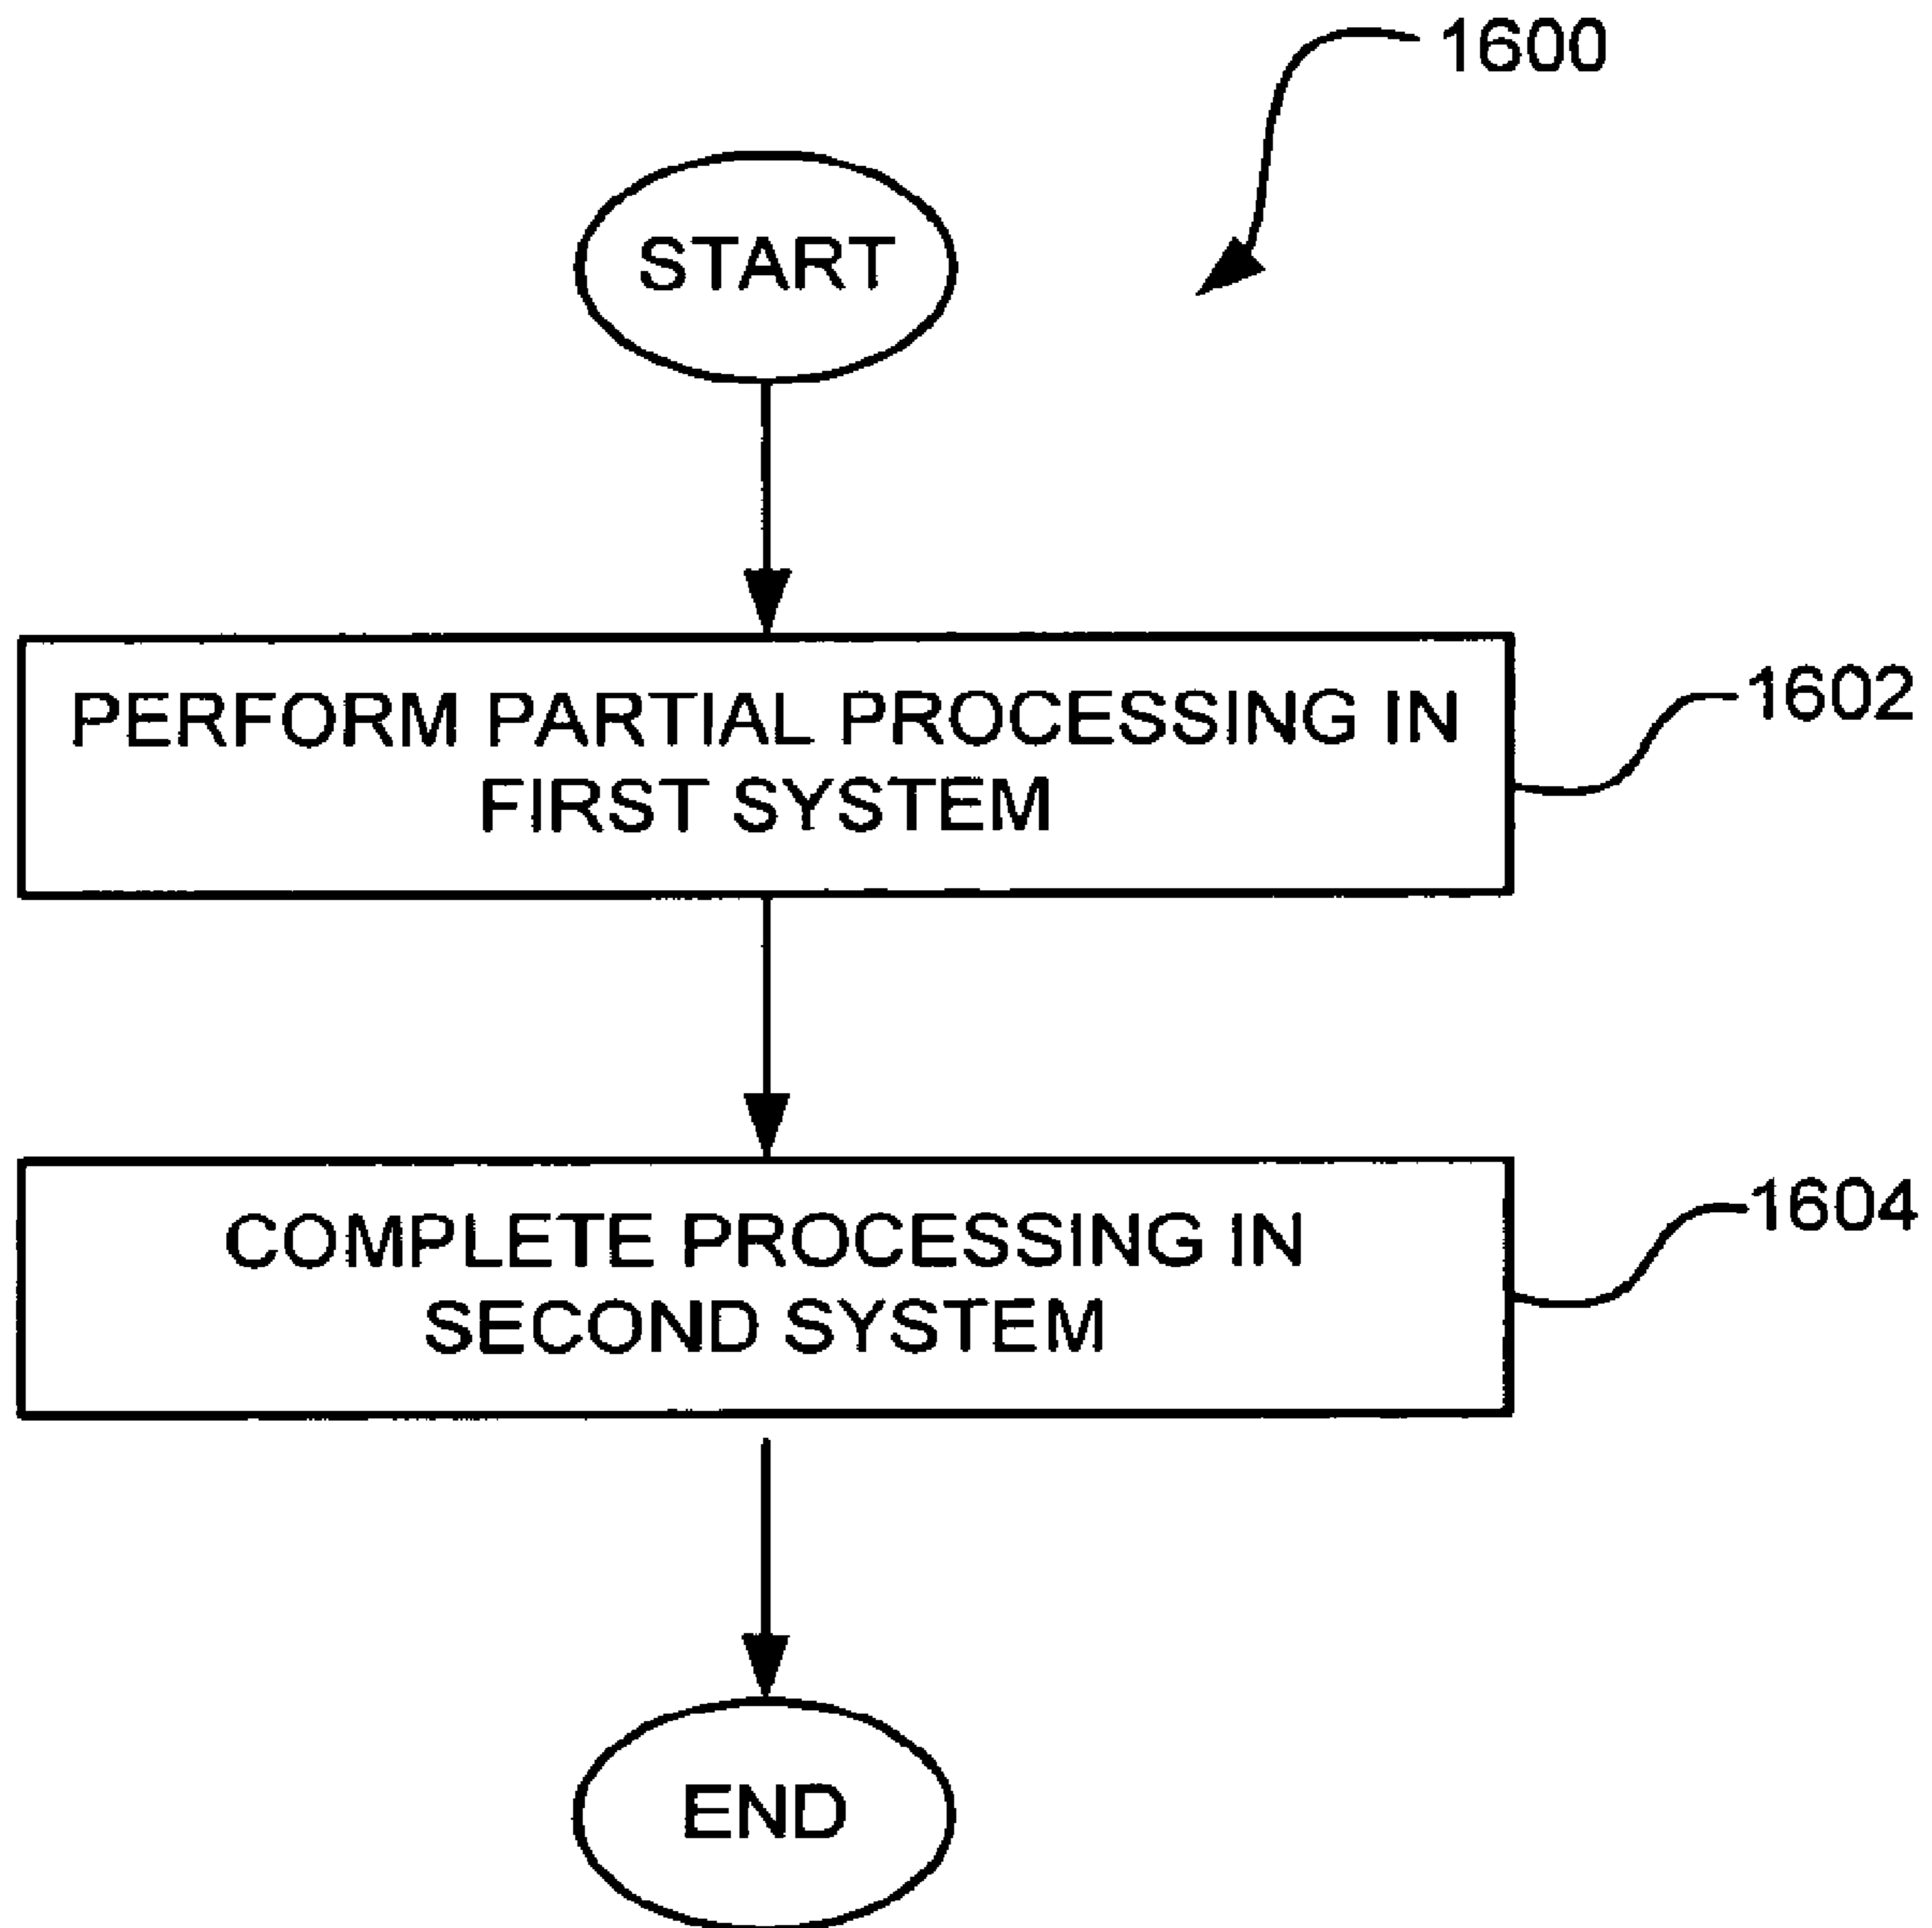 1600
START
PERFORM PARTIAL PROCESSING IN
FIRST SYSTEM
1602
COMPLETE PROCESSING IN
SECOND SYSTEM
1604
END